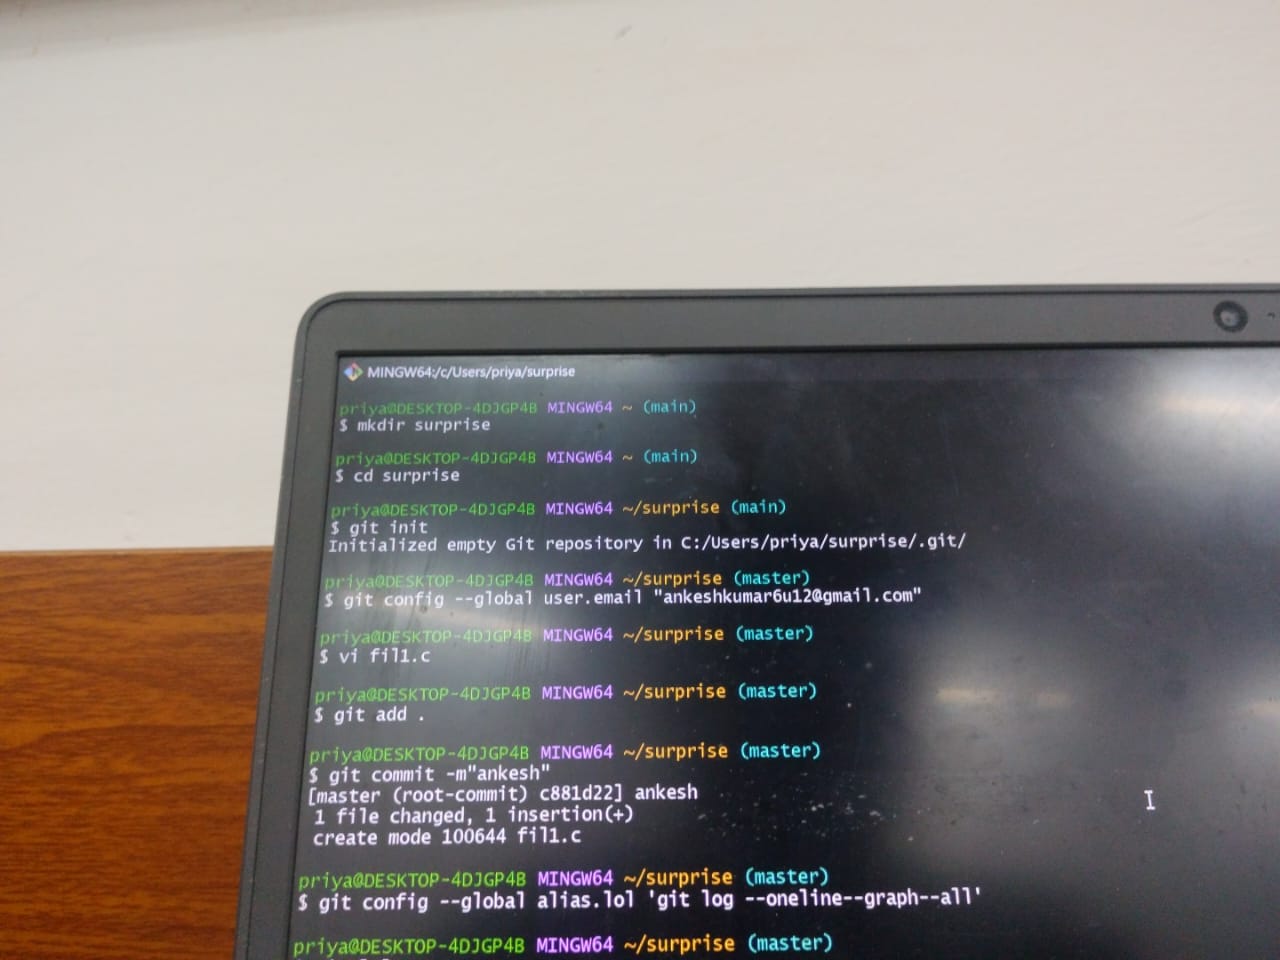 MINGW64:/c/Users/priya/surprise
priya@DESKTOP-4DJGP4B MINGW64 ~ (main)
$ mkdir surprise
priya@DESKTOP-4DJGP4B MINGW64 ~ (main)
$ cd surprise
priya@DESKTOP-4DJGP4B MINGW64 ~/surprise (main)
$ git init
Initialized empty Git repository in C:/Users/priya/surprise/.git/
priya@DESKTOP-4DJGP4B MINGW64 ~/surprise (master)
$ git config --global user.email "ankeshkumar6u12@gmail.com"
priya@DESKTOP-4DJGP4B MINGW64 ~/surprise (master)
$ vi fil1.c
priya@DESKTOP-4DJGP4B MINGW64 ~/surprise (master)
$ git add .
priya@DESKTOP-4DJGP4B MINGW64 ~/surprise (master)
$ git commit -m"ankesh"
[master (root-commit) c881d22] ankesh
1 file changed, 1 insertion(+)
create mode 100644 fil1.c
priya@DESKTOP-4DJGP4B MINGW64 ~/surprise (master)
$ git config --global alias.lol 'git log --oneline--graph--all'
priya@DESKTOP-4DJGP4B MINGW64 ~/surprise (master)